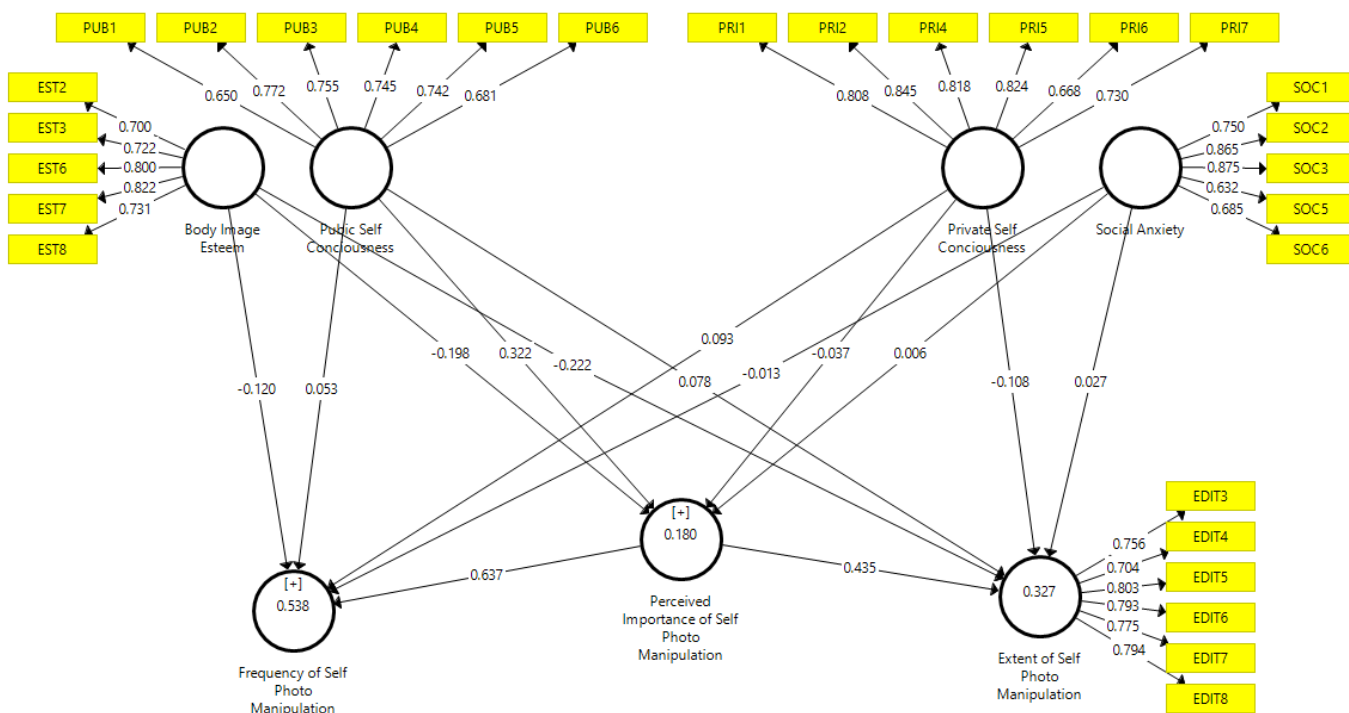 PUB1 PUB2 PUB3 PUB4 PUB5 PUB6 PRI1 PRI2 PRI4 PRI5 PRI6 PRI7
0.650 0.772 0.755 0.745 0.742 0.681 0.808 0.845 0.818 0.824 0.668 0.730
EST2
EST3
EST6
EST7
EST8
0.700
0.722
0.800
0.822
0.731
SOC1
SOC2
SOC3
SOC5
SOC6
0.750
0.865
0.875
0.632
0.685
Body Image
Esteem
Pubic Self
Conciousness
Private Self
Conciousness
Social Anxiety
-0.120
0.053
-0.198
0.322
-0.222
0.078
0.093
-0.013
-0.037
0.006
-0.108
0.027
[+]
0.538
Frequency of Self
Photo
Manipulation
0.637
[+]
0.180
Perceived
Importance of Self
Photo
Manipulation
0.435
0.327
Extent of Self
Photo
Manipulation
0.756
0.704
0.803
0.793
0.775
0.794
EDIT3
EDIT4
EDIT5
EDIT6
EDIT7
EDIT8